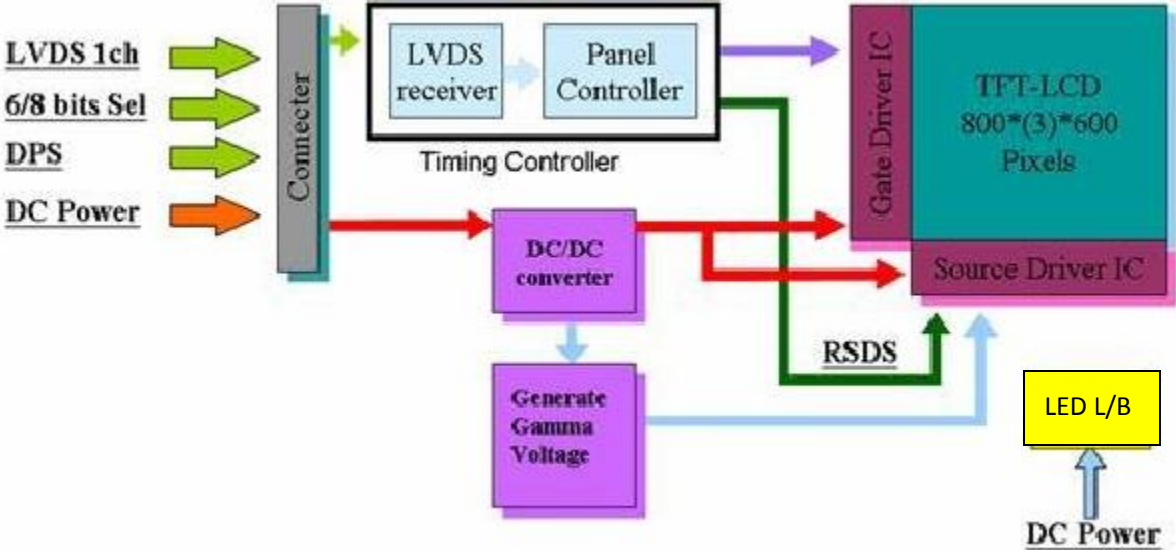 LVDS 1ch
6/8 bits Sel
DPS
DC Power
Connecter
LVDS
receiver
Panel
Controller
Timing Controller
DC/DC
converter
Generate
Gamma
Voltage
Gate Driver IC
TFT-LCD
800*(3)*600
Pixels
Source Driver IC
RSDS
LED L/B
DC Power